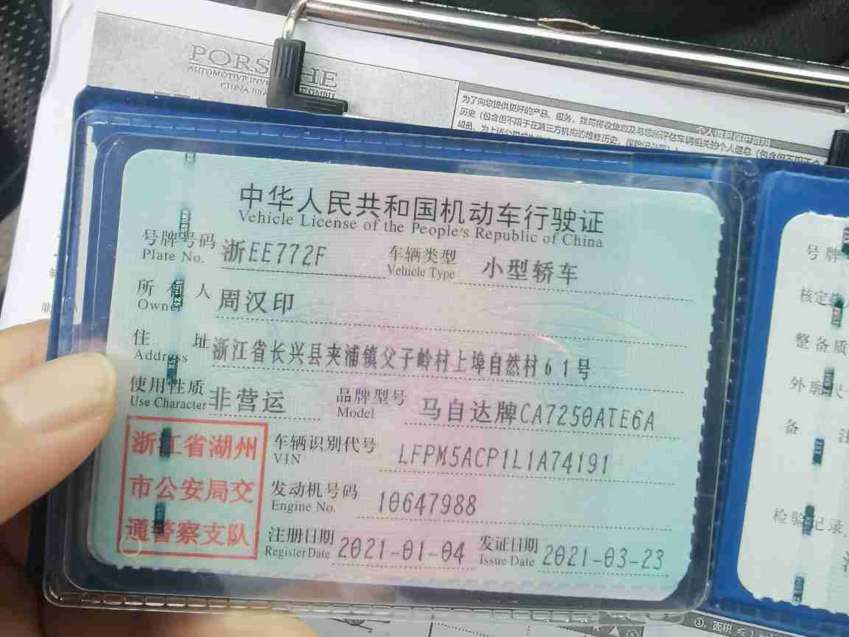 PORSCHE
中华人民共和国机动车行驶证
Vehicle License of the People's Republic of China
号牌号码 浙EE772F 车辆类型 小型轿车
Plate No. Vehicle Type
所有人 周汉印
Owner
住址 浙江省长兴县夹浦镇父子岭村上埠自然村61号
Address
使用性质 非营运 品牌型号 马自达牌CA7250ATE6A
Use Character Model
浙江省湖州
市公安局交
通警察支队
车辆识别代号 LFPM5ACP1L1A74191
VIN
发动机号码 10647988
Engine No.
注册日期 2021-01-04 发证日期 2021-03-23
Register Date Issue Date
号牌
核定
整备质
外廓尺
备 注
检验记录